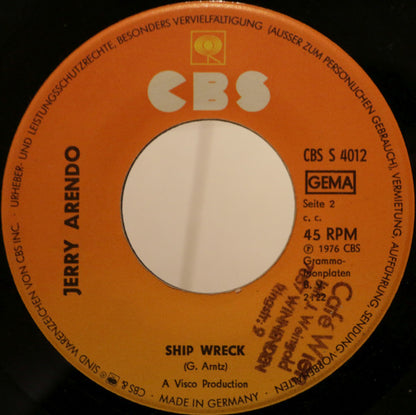 URHEBER- UND LEISTUNGSSCHUTZRECHTE, BESONDERS VERVIELFÄLTIGUNG (AUSSER ZUM PERSÖNLICHEN GEBRAUCH), VERMIETUNG, AUFFÜHRUNG, SENDUNG VORBEHALTEN
CBS
JERRY ARENDO
CBS S 4012
GEMA
Seite 2
c. c.
45 RPM
Ⓟ 1976 CBS
Grammo-
phonplatten
Café Wien
SHIP WRECK
(G. Arntz)
A Visco Production
MADE IN GERMANY
CBS & SIND WARENZEICHEN VON CBS INC.